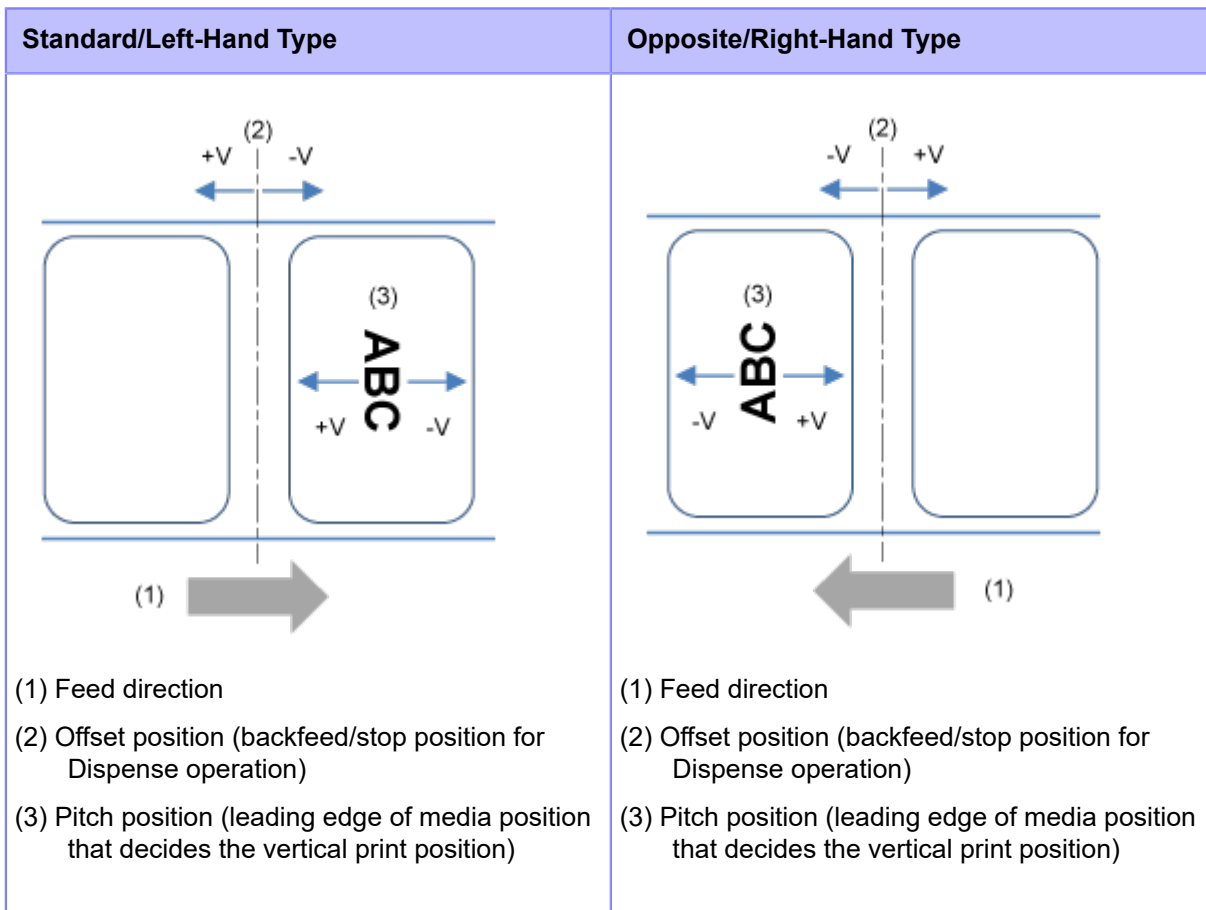 Standard/Left-Hand Type
Opposite/Right-Hand Type
(2)
+V -V
(3)
ABC
+V -V
(1)
(2)
-V +V
(3)
ABC
-V +V
(1)
(1) Feed direction
(2) Offset position (backfeed/stop position for
Dispense operation)
(3) Pitch position (leading edge of media position
that decides the vertical print position)
(1) Feed direction
(2) Offset position (backfeed/stop position for
Dispense operation)
(3) Pitch position (leading edge of media position
that decides the vertical print position)